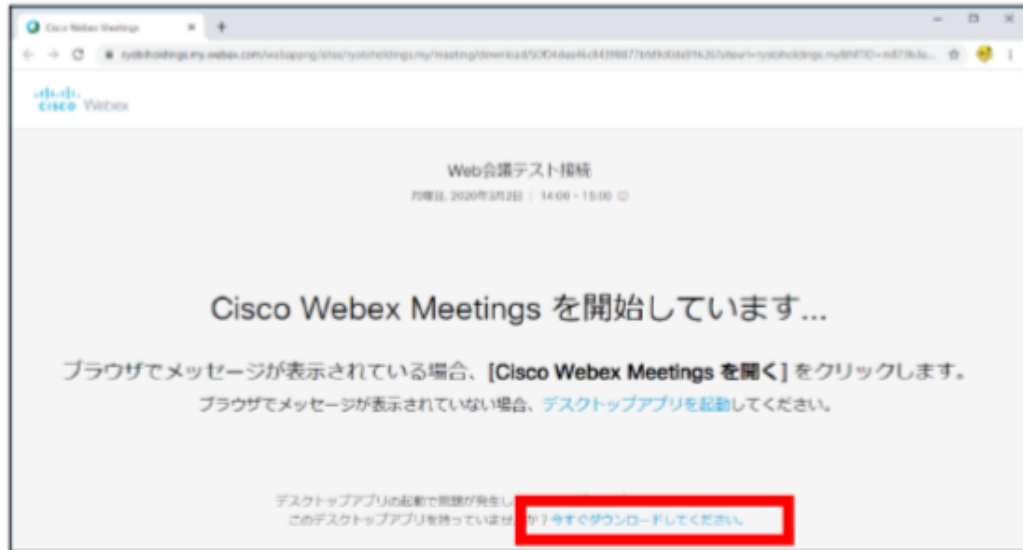 Cisco Webex Meetings
cisco Webex
Web会議テスト接続
月曜日, 2020年3月2日 | 14:00 - 15:00
Cisco Webex Meetings を開始しています...
ブラウザでメッセージが表示されている場合、[Cisco Webex Meetings を開く] をクリックします。
ブラウザでメッセージが表示されていない場合、デスクトップアプリを起動してください。
デスクトップアプリの起動で問題が発生し
このデスクトップアプリを持っていませ か？今すぐダウンロードしてください。